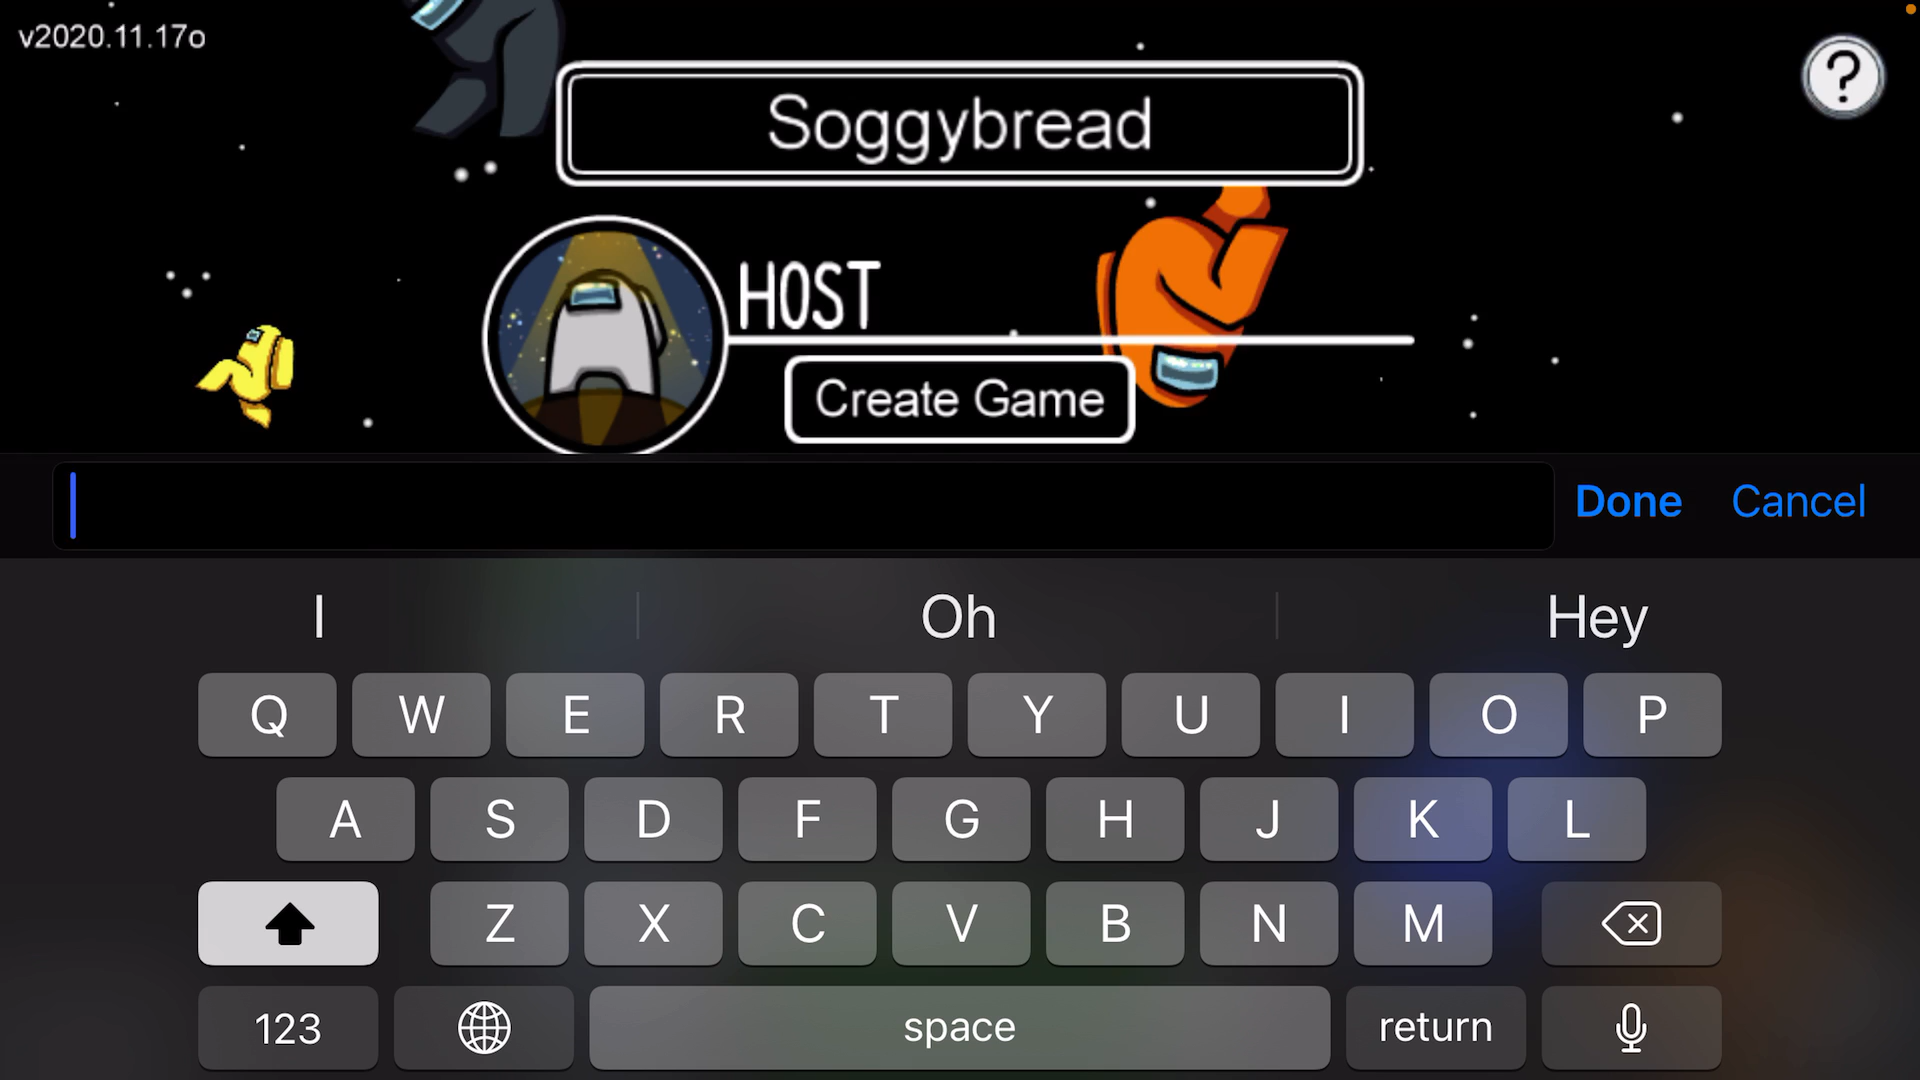 v2020.11.17o
?
Soggybread
HOST
Create Game
Done Cancel
I Oh Hey
Q W E R T Y U I O P
A S D F G H J K L
Z X C V B N M
123 space return